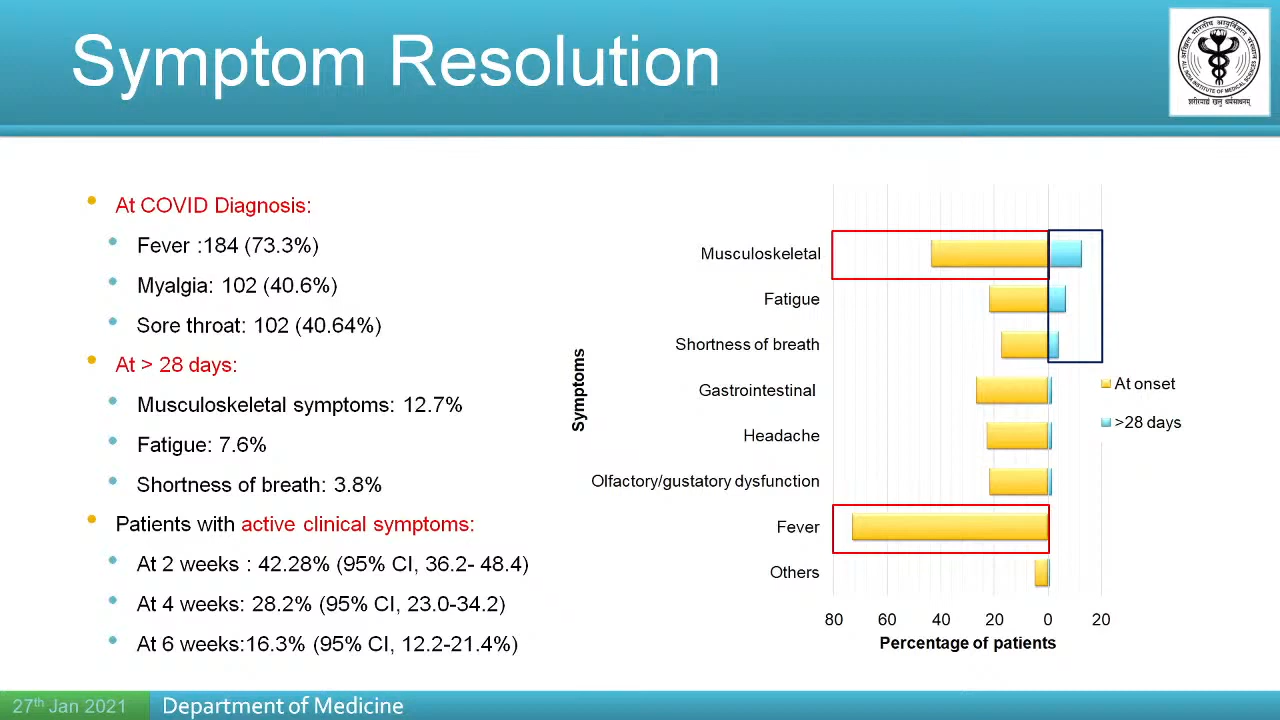 Symptom Resolution
At COVID Diagnosis:
Fever :184 (73.3%)
Myalgia: 102 (40.6%)
Sore throat: 102 (40.64%)
At > 28 days:
Musculoskeletal symptoms: 12.7%
Fatigue: 7.6%
Shortness of breath: 3.8%
Patients with active clinical symptoms:
At 2 weeks : 42.28% (95% CI, 36.2- 48.4)
At 4 weeks: 28.2% (95% CI, 23.0-34.2)
At 6 weeks:16.3% (95% CI, 12.2-21.4%)
Symptoms
Musculoskeletal
Fatigue
Shortness of breath
Gastrointestinal
Headache
Olfactory/gustatory dysfunction
Fever
Others
80 60 40 20 0 20
Percentage of patients
At onset
>28 days
27th Jan 2021
Department of Medicine